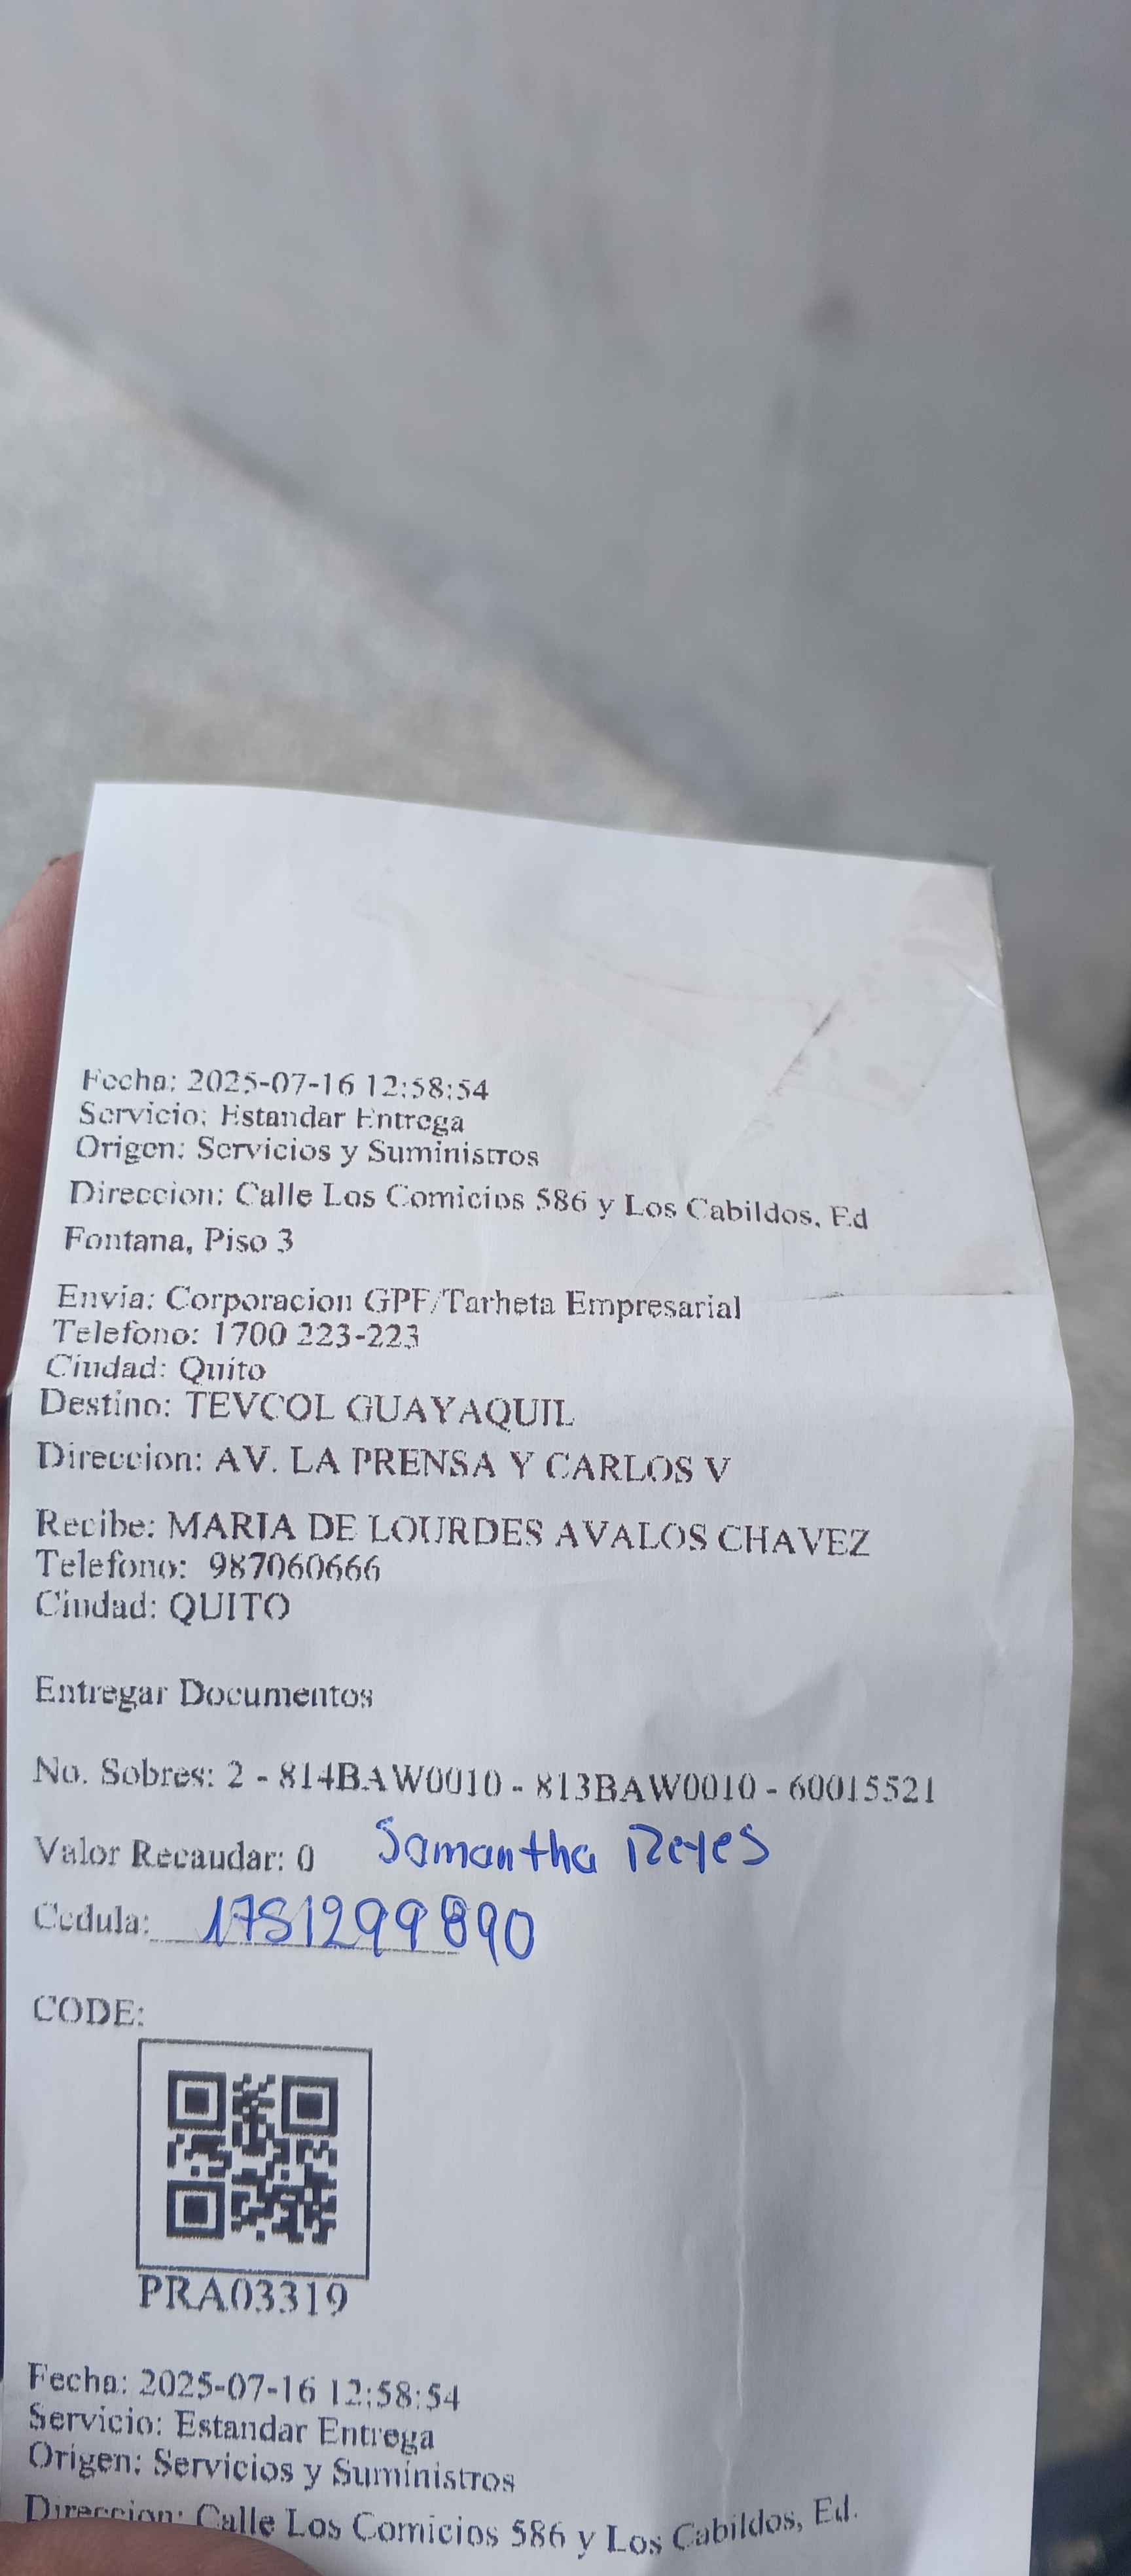 Fecha: 2025-07-16 12:58:54
Servicio: Estandar Entrega
Origen: Servicios y Suministros
Direccion: Calle Los Comicios 586 y Los Cabildos, Ed
Fontana, Piso 3
Envia: Corporacion GPF/Tarheta Empresarial
Telefono: 1700 223-223
Ciudad: Quito
Destino: TEVCOL GUAYAQUIL
Direccion: AV. LA PRENSA Y CARLOS V
Recibe: MARIA DE LOURDES AVALOS CHAVEZ
Telefono: 987060666
Ciudad: QUITO
Entregar Documentos
No. Sobres: 2 - 814BAW0010 - 813BAW0010 - 60015521
Valor Recaudar: 0 Samantha Reyes
Cedula: 1751299890
CODE:
PRA03319
Fecha: 2025-07-16 12:58:54
Servicio: Estandar Entrega
Origen: Servicios y Suministros
Direccion: Calle Los Comicios 586 y Los Cabildos, Ed.